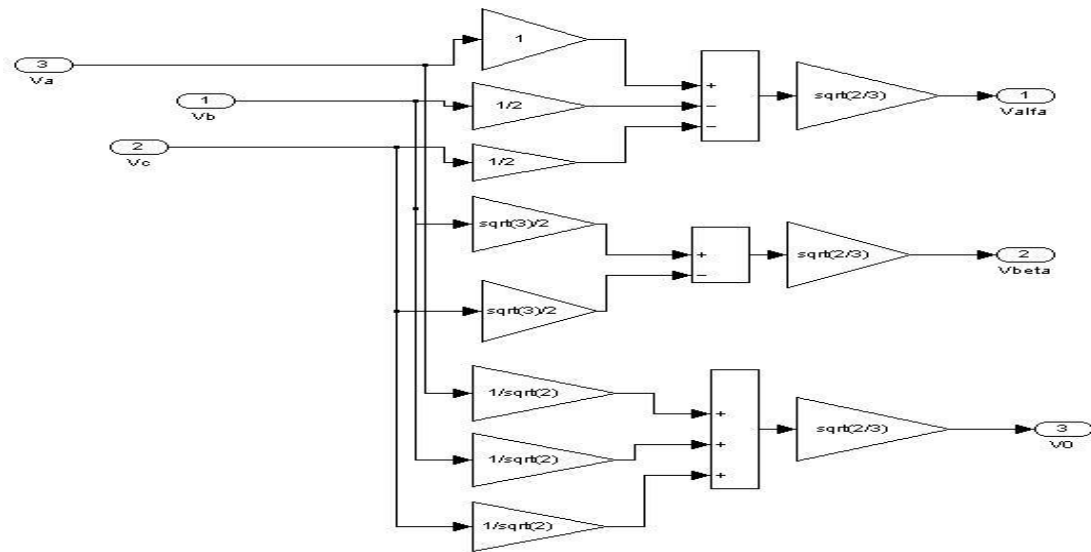 1
3
Va
1
Vb
1/2
+
−
−
sqrt(2/3)
1
Valfa
2
Vc
1/2
sqrt(3)/2
+
−
sqrt(2/3)
2
Vbeta
sqrt(3)/2
1/sqrt(2)
+
+
+
sqrt(2/3)
3
V0
1/sqrt(2)
1/sqrt(2)